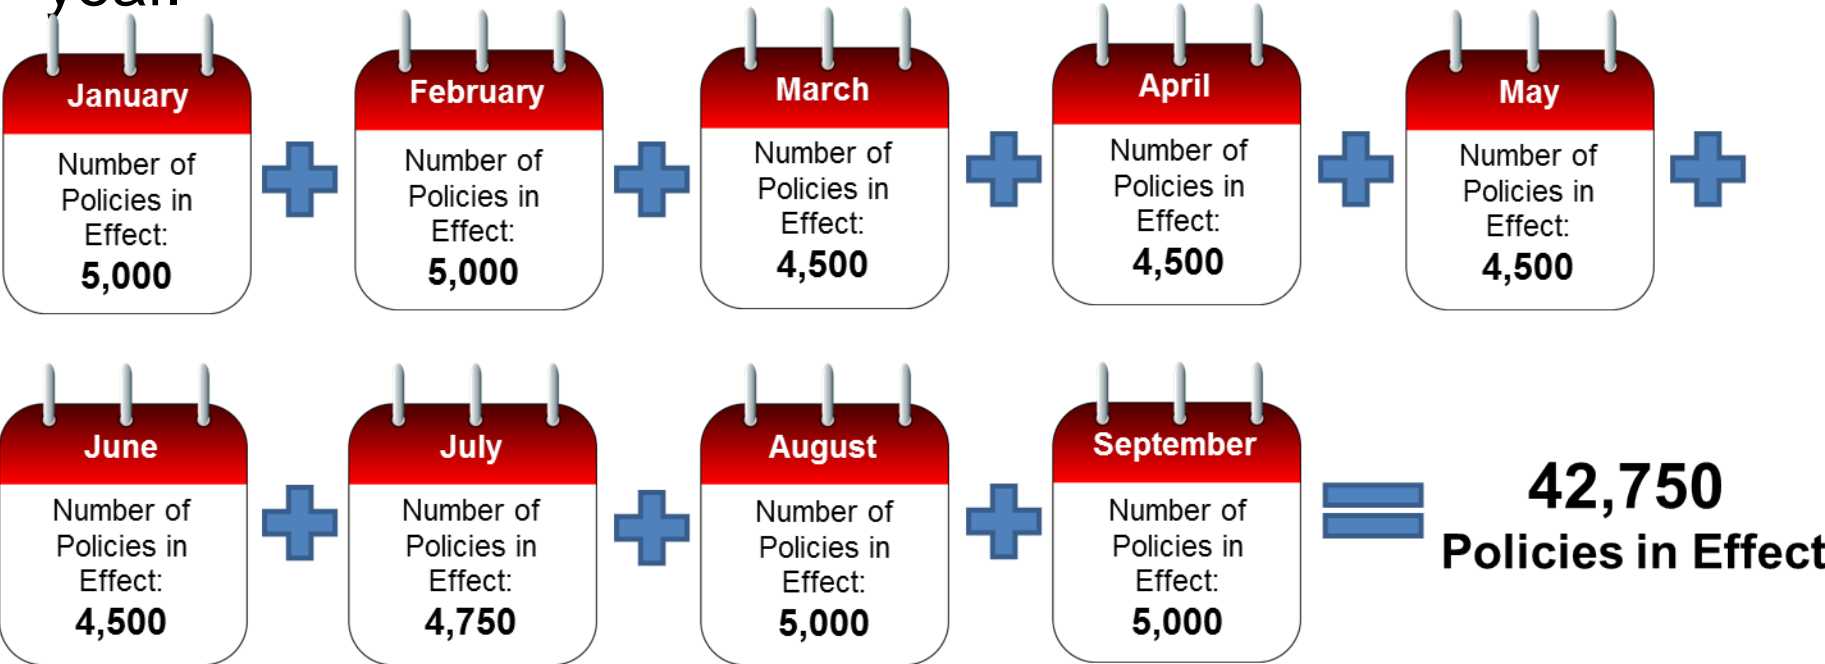 year.
January
Number of
Policies in
Effect:
5,000
February
Number of
Policies in
Effect:
5,000
March
Number of
Policies in
Effect:
4,500
April
Number of
Policies in
Effect:
4,500
May
Number of
Policies in
Effect:
4,500
June
Number of
Policies in
Effect:
4,500
July
Number of
Policies in
Effect:
4,750
August
Number of
Policies in
Effect:
5,000
September
Number of
Policies in
Effect:
5,000
42,750
Policies in Effect